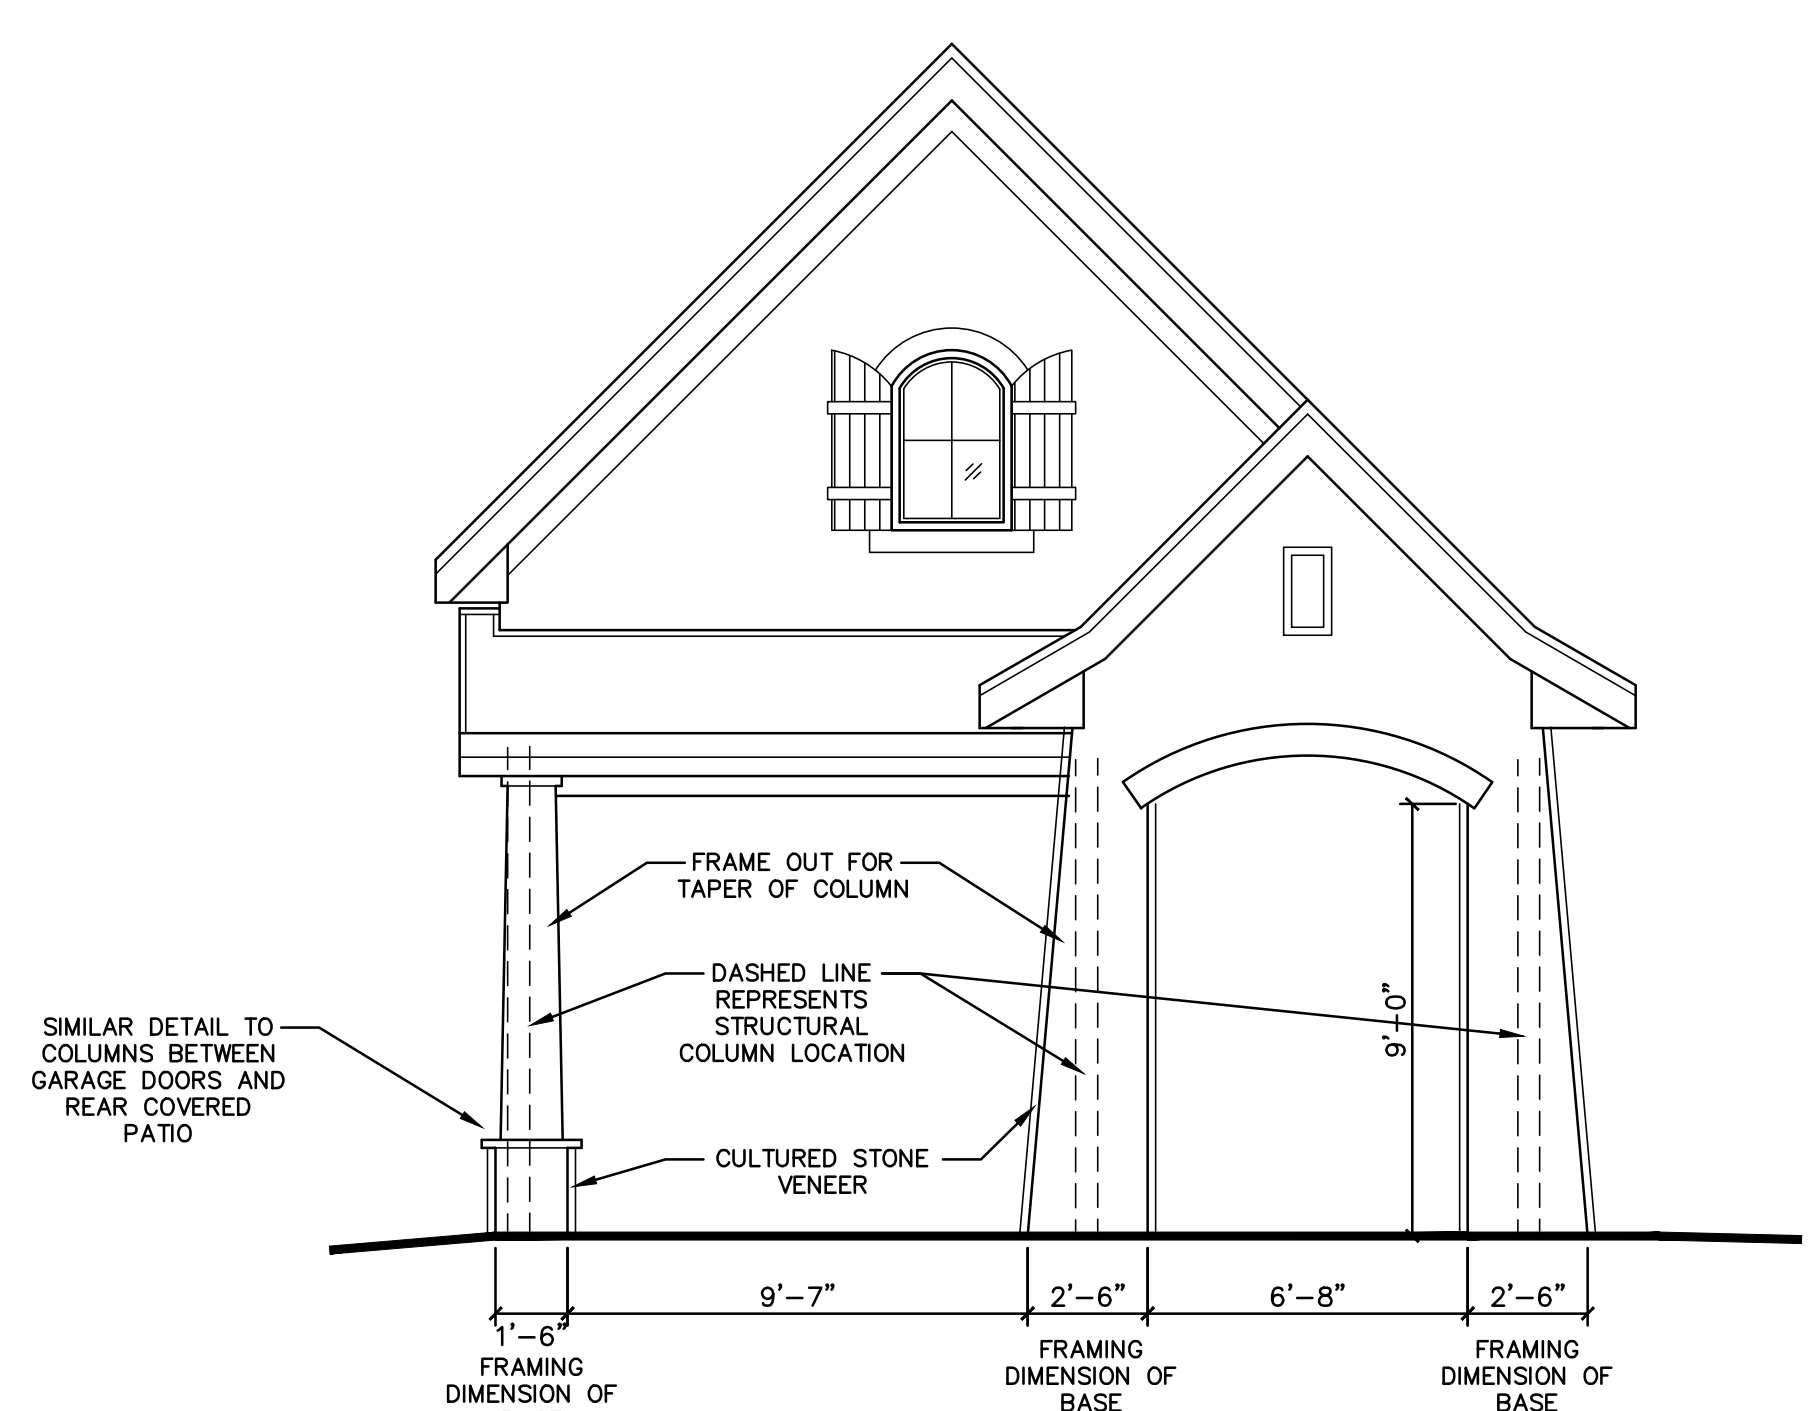 FRAME OUT FOR
TAPER OF COLUMN
DASHED LINE
REPRESENTS
STRUCTURAL
COLUMN LOCATION
9'-0"
SIMILAR DETAIL TO
COLUMNS BETWEEN
GARAGE DOORS AND
REAR COVERED
PATIO
CULTURED STONE
VENEER
9'-7"
2'-6"
6'-8"
2'-6"
1'-6"
FRAMING
DIMENSION OF
FRAMING
DIMENSION OF
BASE
FRAMING
DIMENSION OF
BASE